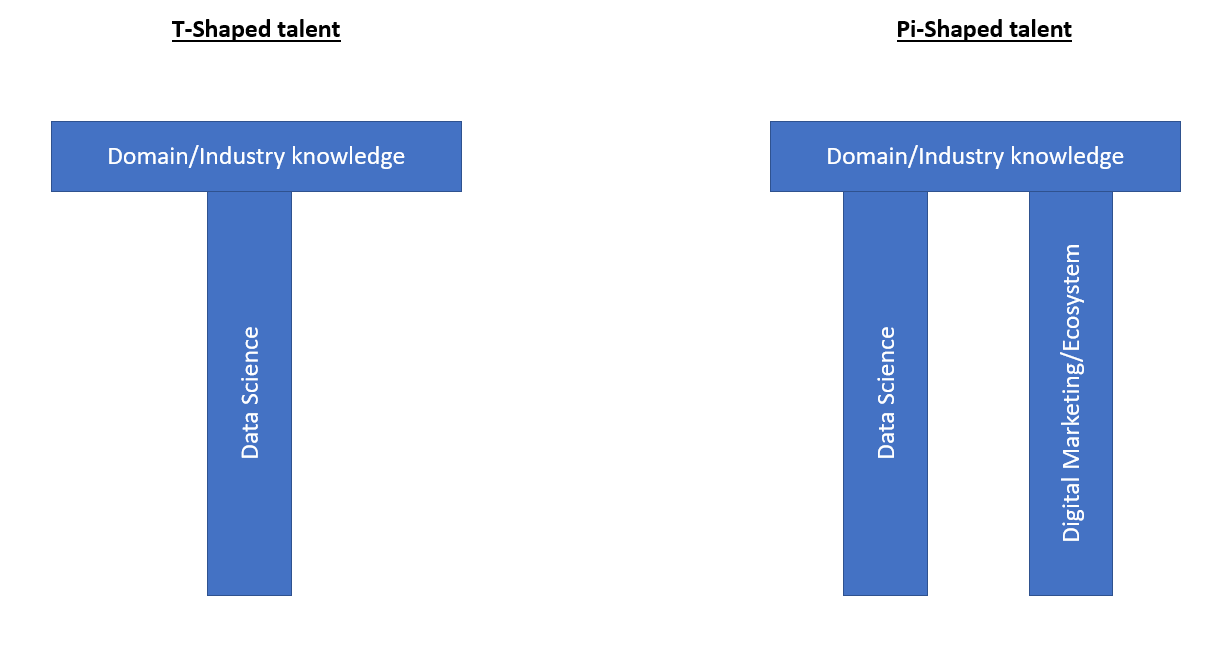 T-Shaped talent
Pi-Shaped talent
Domain/Industry knowledge
Domain/Industry knowledge
Data Science
Data Science
Digital Marketing/Ecosystem